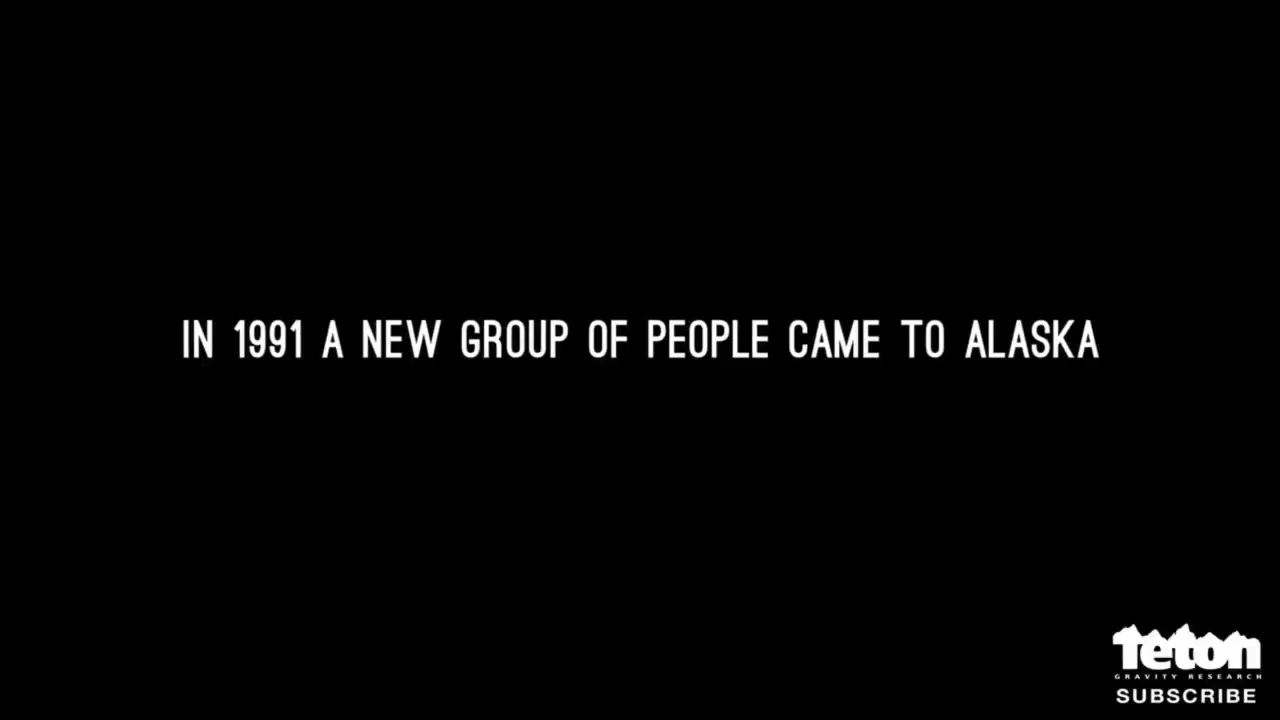 IN 1991 A NEW GROUP OF PEOPLE CAME TO ALASKA
teton
GRAVITY RESEARCH
SUBSCRIBE